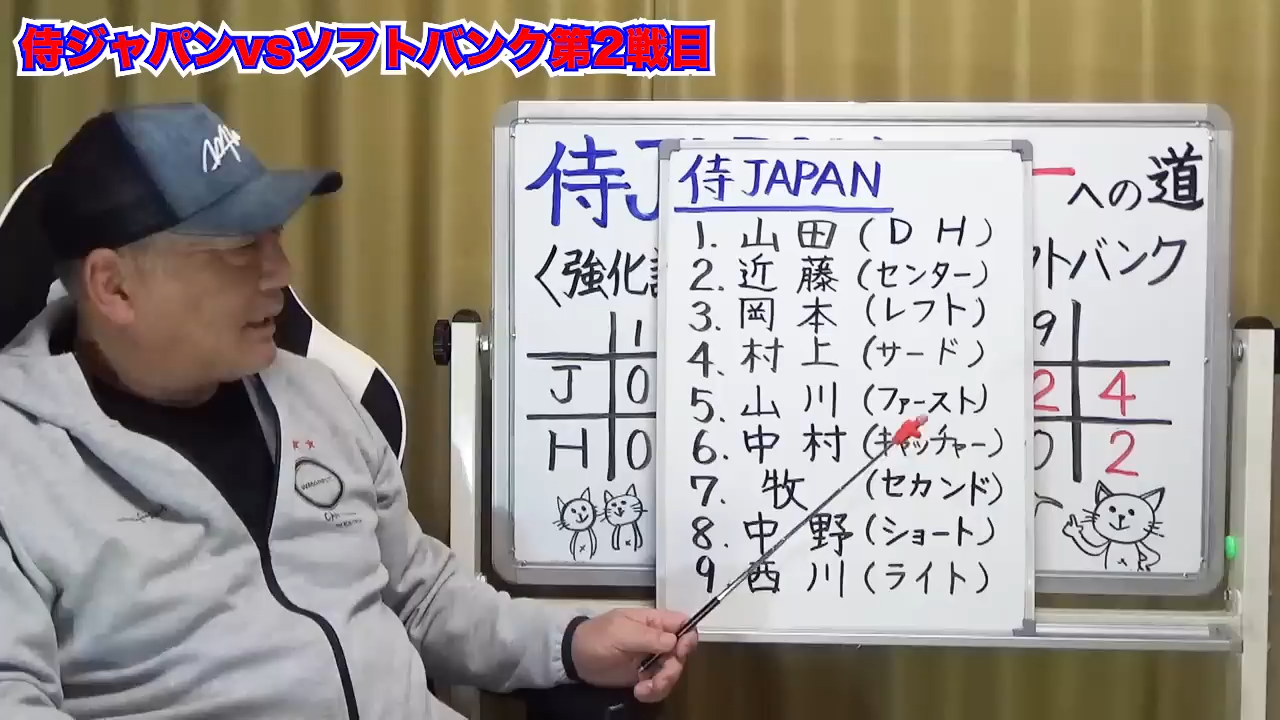 侍ジャパンvsソフトバンク第2戦目
侍J
への道
侍JAPAN
1. 山田(DH)
2. 近藤(センター)
3. 岡本(レフト)
4. 村上(サード)
5. 山川(ファースト)
6. 中村(キャッチャー)
7. 牧(セカンド)
8. 中野(ショート)
9 西川(ライト)
〈強化
フトバンク
1 9
J 0 2 4
H 0 0 2